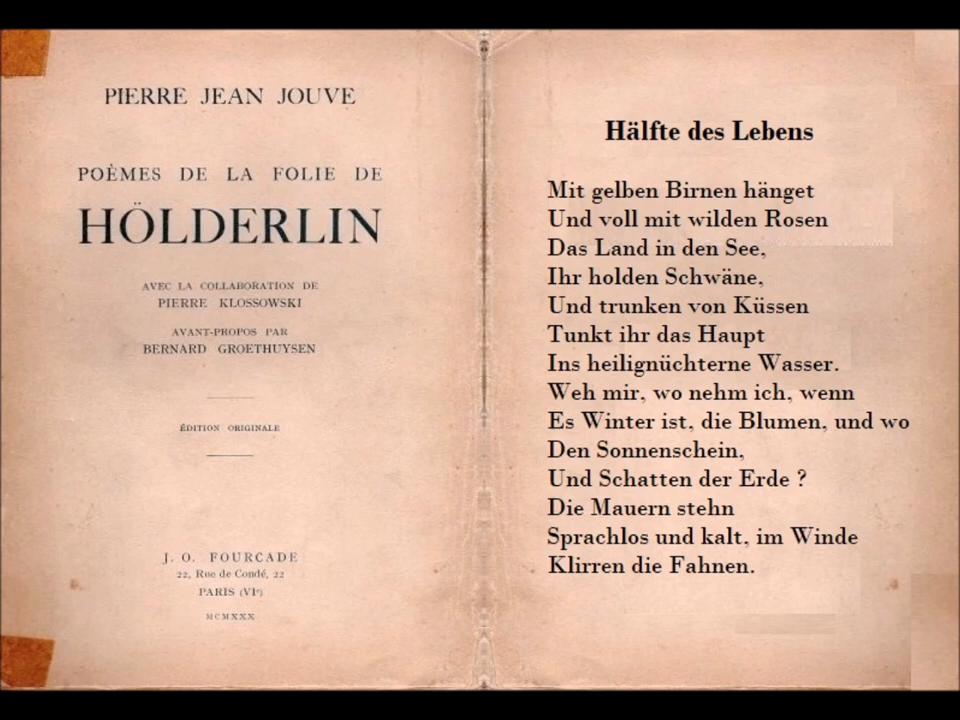 PIERRE JEAN JOUVE
POÈMES DE LA FOLIE DE
HÖLDERLIN
AVEC LA COLLABORATION DE
PIERRE KLOSSOWSKI
AVANT-PROPOS PAR
BERNARD GROETHUYSEN
ÉDITION ORIGINALE
J. O. FOURCADE
22, Rue de Condé, 22
PARIS (VIᵉ)
MCMXXX
Hälfte des Lebens
Mit gelben Birnen hänget
Und voll mit wilden Rosen
Das Land in den See,
Ihr holden Schwäne,
Und trunken von Küssen
Tunkt ihr das Haupt
Ins heilignüchterne Wasser.
Weh mir, wo nehm ich, wenn
Es Winter ist, die Blumen, und wo
Den Sonnenschein,
Und Schatten der Erde ?
Die Mauern stehn
Sprachlos und kalt, im Winde
Klirren die Fahnen.